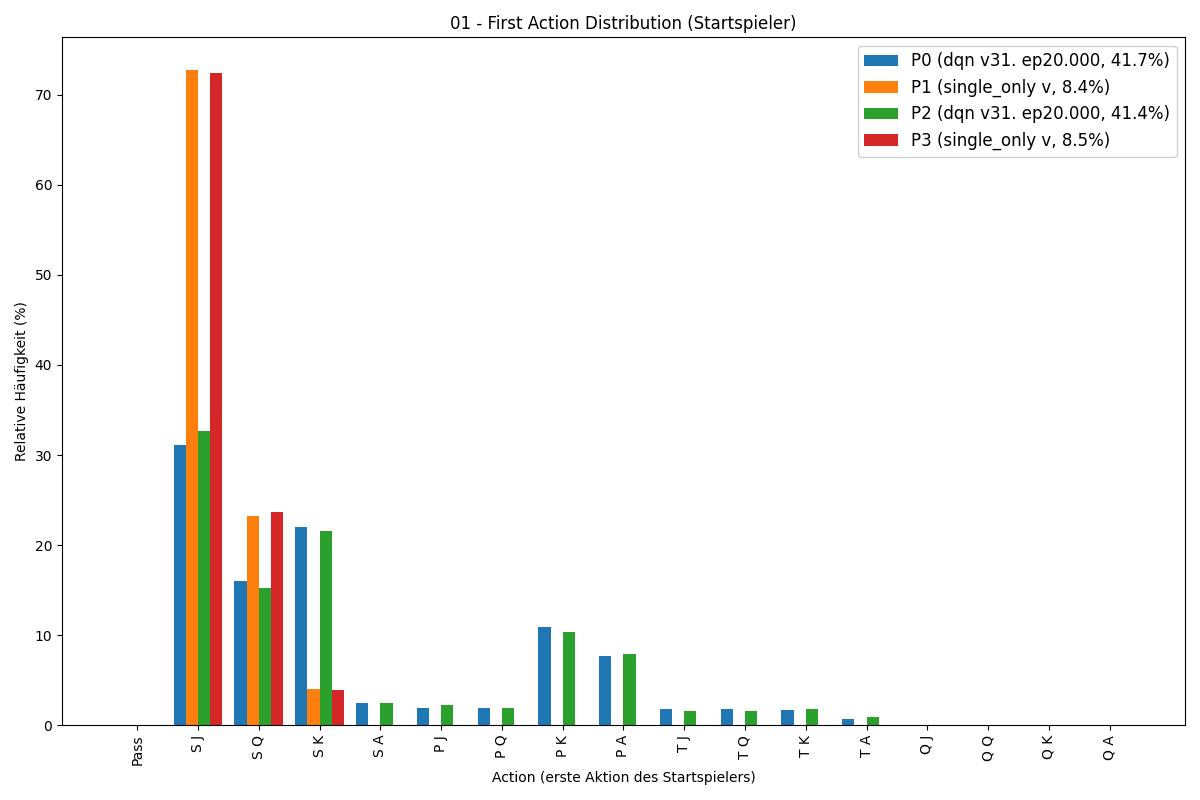 01 - First Action Distribution (Startspieler)
P0 (dqn v31. ep20.000, 41.7%)
P1 (single_only v, 8.4%)
P2 (dqn v31. ep20.000, 41.4%)
P3 (single_only v, 8.5%)
Relative Häufigkeit (%)
70
60
50
40
30
20
10
0
Pass
S J
S Q
S K
S A
P J
P Q
P K
P A
T J
T Q
T K
T A
Q J
Q Q
Q K
Q A
Action (erste Aktion des Startspielers)